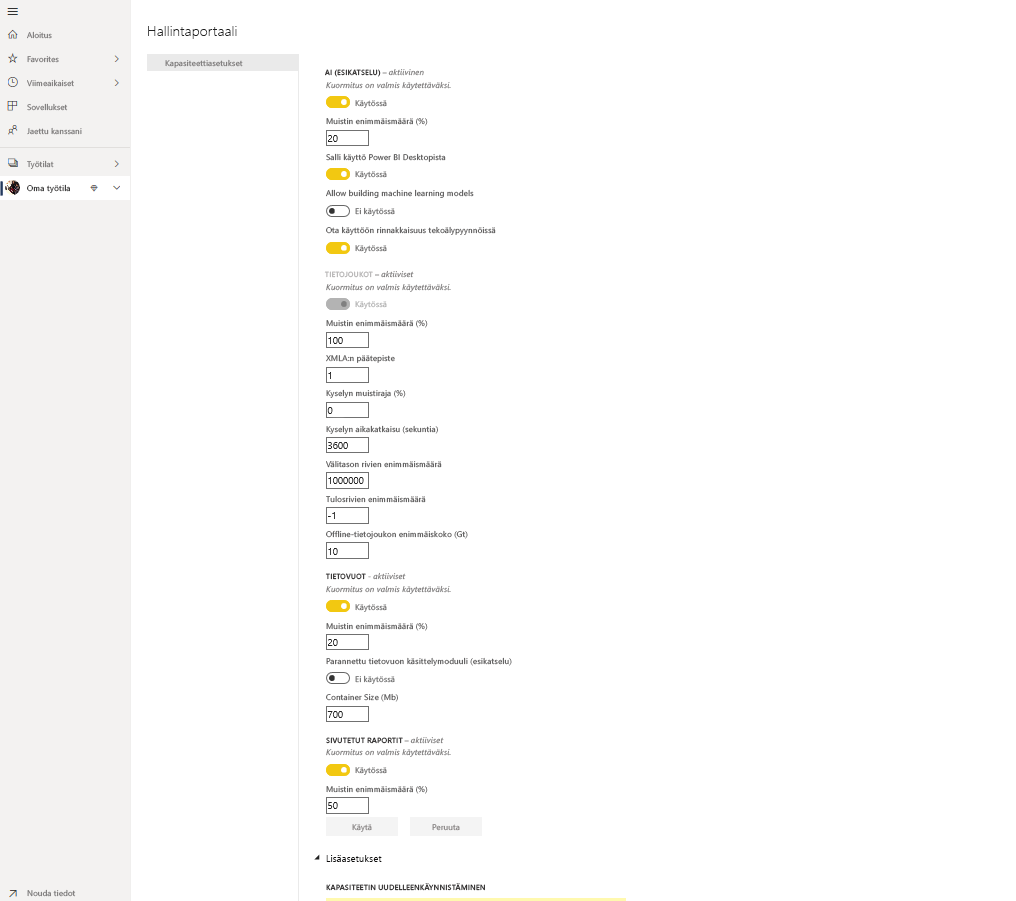 Hallintaportaali
Aloitus
Favorites
Viimeaikaiset
Sovellukset
Jaettu kanssani
Työtilat
Oma työtila
Nouda tiedot
Kapasiteettiasetukset
AI (ESIKATSELU) – aktiivinen
Kuormitus on valmis käytettäväksi.
Käytössä
Muistin enimmäismäärä (%)
20
Salli käyttö Power BI Desktopista
Käytössä
Allow building machine learning models
Ei käytössä
Ota käyttöön rinnakkaisuus tekoälypyynnöissä
Käytössä
TIETOJOUKOT – aktiiviset
Kuormitus on valmis käytettäväksi.
Käytössä
Muistin enimmäismäärä (%)
100
XMLA:n päätepiste
1
Kyselyn muistiraja (%)
0
Kyselyn aikakatkaisu (sekuntia)
3600
Välitason rivien enimmäismäärä
1000000
Tulosrivien enimmäismäärä
-1
Offline-tietojoukon enimmäiskoko (Gt)
10
TIETOVUOT - aktiiviset
Kuormitus on valmis käytettäväksi.
Käytössä
Muistin enimmäismäärä (%)
20
Parannettu tietovuon käsittelymoduuli (esikatselu)
Ei käytössä
Container Size (Mb)
700
SIVUTETUT RAPORTIT – aktiiviset
Kuormitus on valmis käytettäväksi.
Käytössä
Muistin enimmäismäärä (%)
50
Käytä Peruuta
Lisäasetukset
KAPASITEETIN UUDELLEENKÄYNNISTÄMINEN